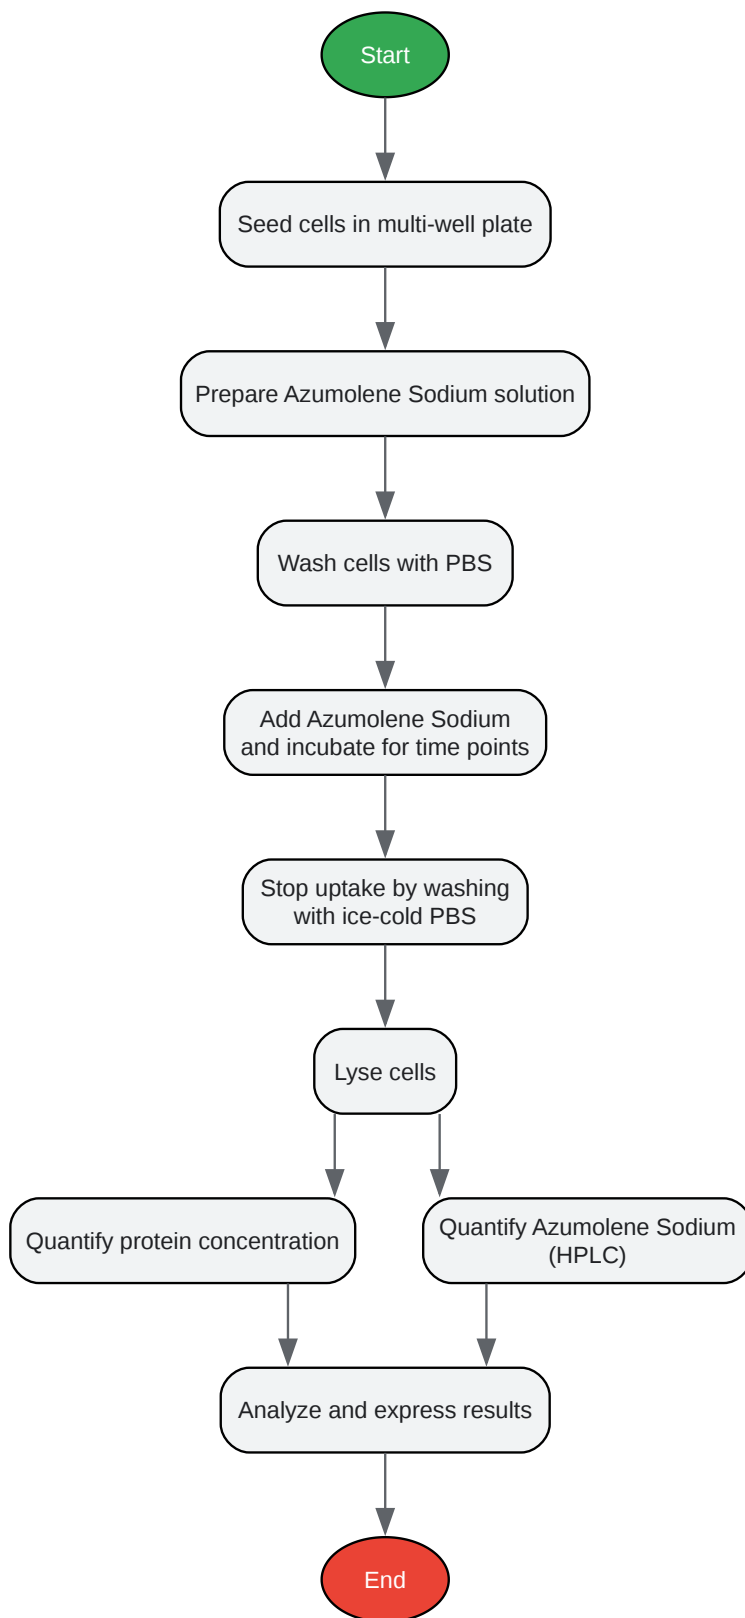 Start
Seed cells in multi-well plate
Prepare Azumolene Sodium solution
Wash cells with PBS
Add Azumolene Sodium
and incubate for time points
Stop uptake by washing
with ice-cold PBS
Lyse cells
Quantify protein concentration
Quantify Azumolene Sodium
(HPLC)
Analyze and express results
End